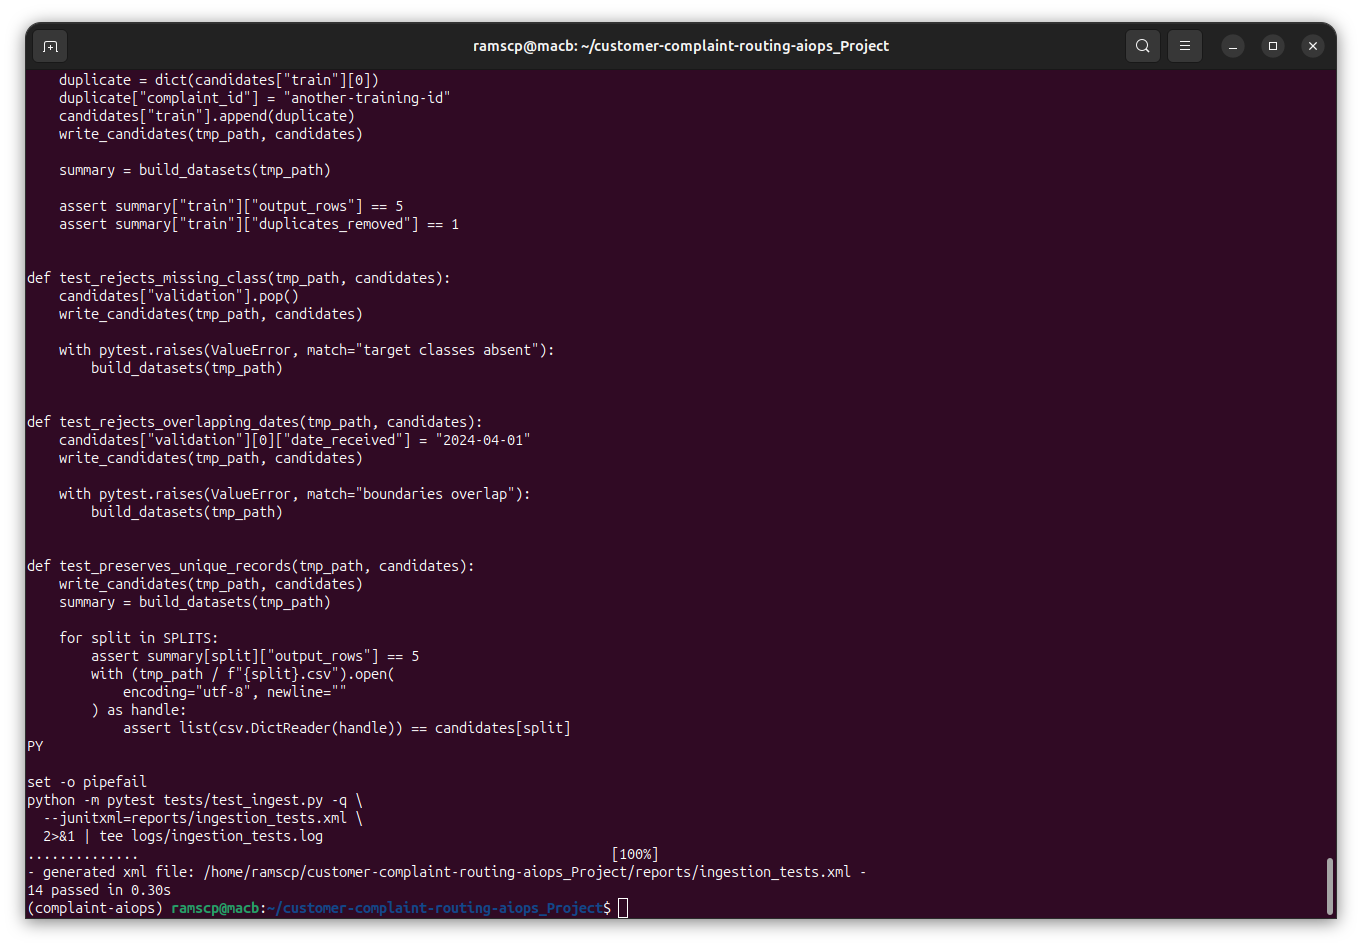 ramscp@macb: ~/customer-complaint-routing-aiops_Project
    duplicate = dict(candidates["train"][0])
    duplicate["complaint_id"] = "another-training-id"
    candidates["train"].append(duplicate)
    write_candidates(tmp_path, candidates)

    summary = build_datasets(tmp_path)

    assert summary["train"]["output_rows"] == 5
    assert summary["train"]["duplicates_removed"] == 1


def test_rejects_missing_class(tmp_path, candidates):
    candidates["validation"].pop()
    write_candidates(tmp_path, candidates)

    with pytest.raises(ValueError, match="target classes absent"):
        build_datasets(tmp_path)


def test_rejects_overlapping_dates(tmp_path, candidates):
    candidates["validation"][0]["date_received"] = "2024-04-01"
    write_candidates(tmp_path, candidates)

    with pytest.raises(ValueError, match="boundaries overlap"):
        build_datasets(tmp_path)


def test_preserves_unique_records(tmp_path, candidates):
    write_candidates(tmp_path, candidates)
    summary = build_datasets(tmp_path)

    for split in SPLITS:
        assert summary[split]["output_rows"] == 5
        with (tmp_path / f"{split}.csv").open(
            encoding="utf-8", newline=""
        ) as handle:
            assert list(csv.DictReader(handle)) == candidates[split]
PY

set -o pipefail
python -m pytest tests/test_ingest.py -q \
  --junitxml=reports/ingestion_tests.xml \
  2>&1 | tee logs/ingestion_tests.log
..............                                                           [100%]
- generated xml file: /home/ramscp/customer-complaint-routing-aiops_Project/reports/ingestion_tests.xml -
14 passed in 0.30s
(complaint-aiops) ramscp@macb:~/customer-complaint-routing-aiops_Project$